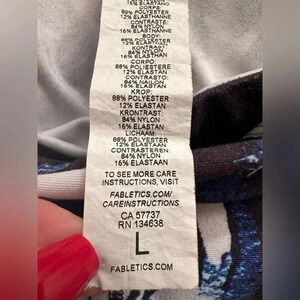 16% ELASTANO
CORPS:
88% POLYESTER
12% ELASTHANNE
CONTRASTE:
84% NYLON
16% ELASTHANNE
BODY:
88% POLYESTER
12% ELASTAN
KONTRAST:
84% NYLON
16% ELASTAN
CORPO:
88% POLIESTERE
12% ELASTAN
CONTRASTO:
84% NAILON
16% ELASTAN
KROP:
88% POLYESTER
12% ELASTAN
KRONTRAST:
84% NYLON
16% ELASTAN
LICHAAM:
88% POLYESTER
12% ELASTAAN
CONTRASTEREN:
84% NYLON
16% ELASTAAN
TO SEE MORE CARE
INSTRUCTIONS, VISIT
FABLETICS.COM/
CAREINSTRUCTIONS
CA 57737
RN 134638
L
FABLETICS.COM